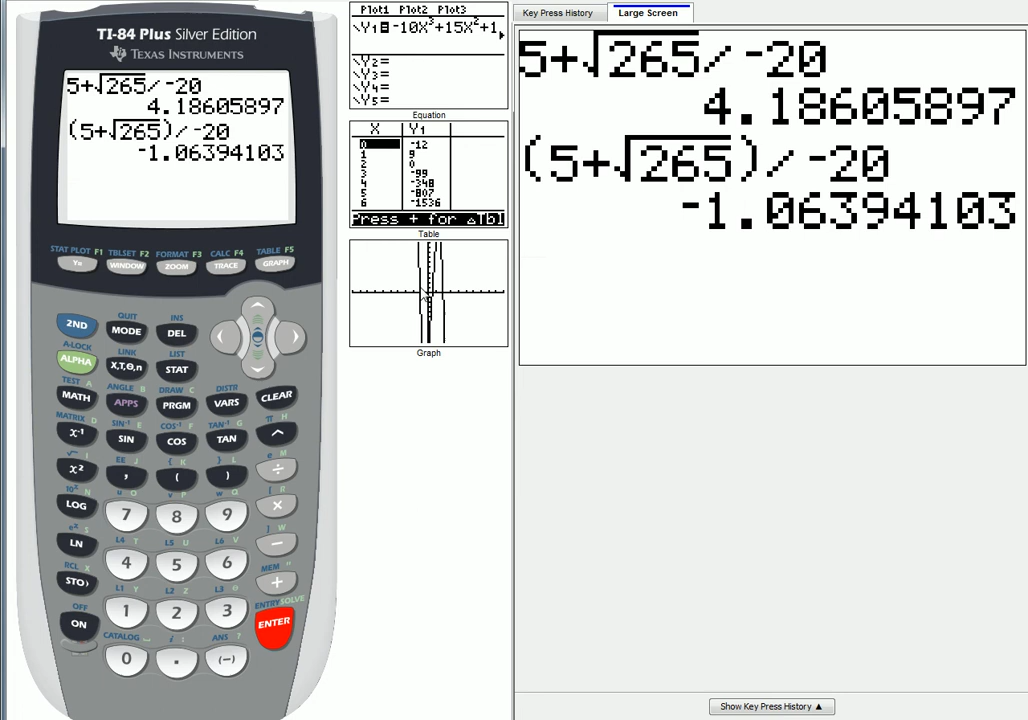 TI-84 Plus Silver Edition
TEXAS INSTRUMENTS
5+√265/-20
4.18605897
(5+√265)/-20
-1.06394103
STAT PLOT F1 TBLSET F2 FORMAT F3 CALC F4 TABLE F5
Y= WINDOW ZOOM TRACE GRAPH
QUIT INS
2ND MODE DEL
A-LOCK LINK LIST
ALPHA X,T,Θ,n STAT
TEST A ANGLE B DRAW C DISTR
MATH APPS PRGM VARS CLEAR
MATRIX D SIN⁻¹ E COS⁻¹ F TAN⁻¹ G π H
x⁻¹ SIN COS TAN ^
√ I EE J { K } L e M
x² , ( ) ÷
10ˣ N u O v P w Q [ R
LOG 7 8 9 ×
eˣ S L4 T L5 U L6 V ] W
LN 4 5 6 −
RCL X L1 Y L2 Z L3 θ MEM "
STO› 1 2 3 +
OFF CATALOG ⎵ i : ANS ? ENTRY SOLVE
ON 0 . (-) ENTER
Plot1 Plot2 Plot3
\Y1=-10X³+15X²+1
\Y2=
\Y3=
\Y4=
\Y5=
Equation
X Y1
0 -12
1 9
2 0
3 -99
4 -348
5 -807
6 -1536
Press + for △Tbl
Table
Graph
Key Press History
Large Screen
5+√265/-20
4.18605897
(5+√265)/-20
-1.06394103
Show Key Press History ▲